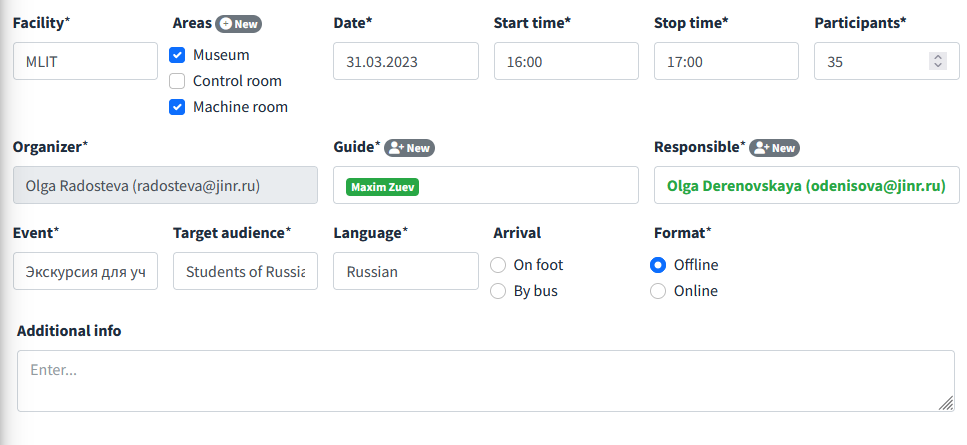 Facility* Areas New Date* Start time* Stop time* Participants*
MLIT Museum 31.03.2023 16:00 17:00 35
Control room
Machine room
Organizer* Guide* New Responsible* New
Olga Radosteva (radosteva@jinr.ru) Maxim Zuev Olga Derenovskaya (odenisova@jinr.ru)
Event* Target audience* Language* Arrival Format*
Экскурсия для уч Students of Russia Russian On foot Offline
By bus Online
Additional info
Enter...